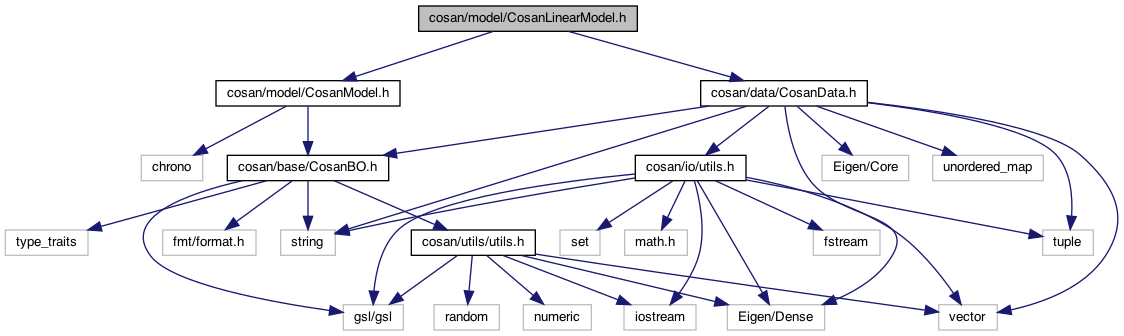 cosan/model/CosanLinearModel.h
cosan/model/CosanModel.h
cosan/data/CosanData.h
chrono
cosan/base/CosanBO.h
cosan/io/utils.h
Eigen/Core
unordered_map
type_traits
fmt/format.h
string
cosan/utils/utils.h
set
math.h
fstream
tuple
gsl/gsl
random
numeric
iostream
Eigen/Dense
vector